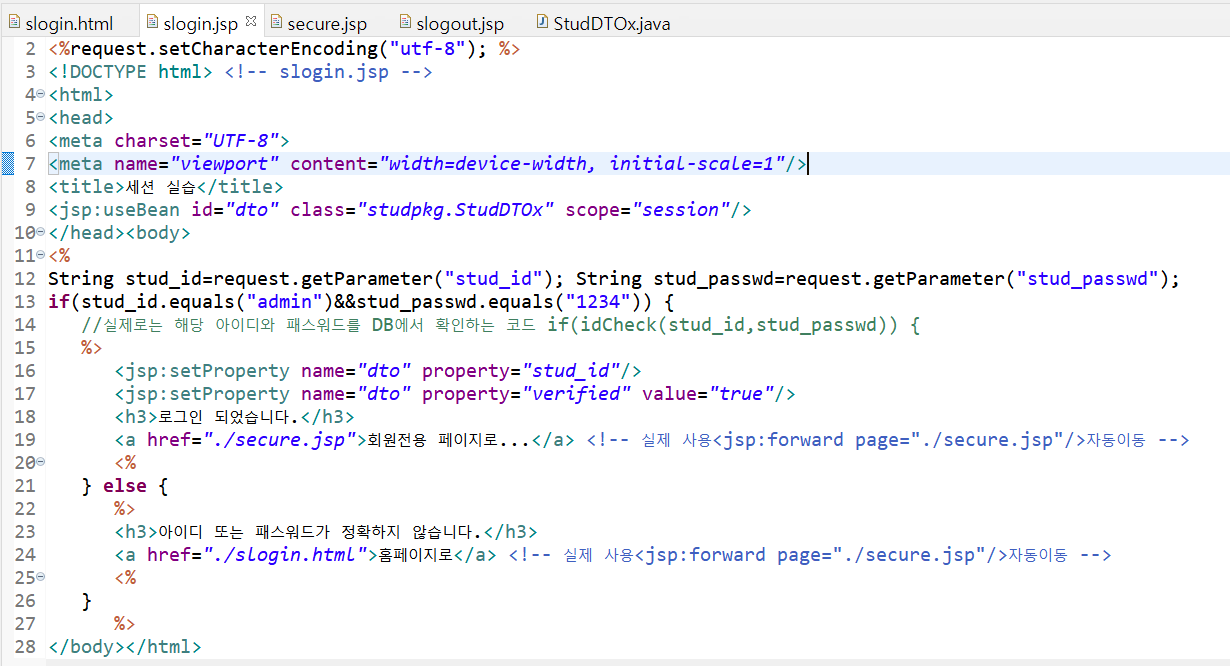 slogin.html slogin.jsp secure.jsp slogout.jsp StudDTOx.java
2 <%request.setCharacterEncoding("utf-8"); %>
3 <!DOCTYPE html> <!-- slogin.jsp -->
4 <html>
5 <head>
6 <meta charset="UTF-8">
7 <meta name="viewport" content="width=device-width, initial-scale=1"/>
8 <title>세션 실습</title>
9 <jsp:useBean id="dto" class="studpkg.StudDTOx" scope="session"/>
10 </head><body>
11 <%
12 String stud_id=request.getParameter("stud_id"); String stud_passwd=request.getParameter("stud_passwd");
13 if(stud_id.equals("admin")&&stud_passwd.equals("1234")) {
14 //실제로는 해당 아이디와 패스워드를 DB에서 확인하는 코드 if(idCheck(stud_id,stud_passwd)) {
15 %>
16 <jsp:setProperty name="dto" property="stud_id"/>
17 <jsp:setProperty name="dto" property="verified" value="true"/>
18 <h3>로그인 되었습니다.</h3>
19 <a href="./secure.jsp">회원전용 페이지로...</a> <!-- 실제 사용<jsp:forward page="./secure.jsp"/>자동이동 -->
20 <%
21 } else {
22 %>
23 <h3>아이디 또는 패스워드가 정확하지 않습니다.</h3>
24 <a href="./slogin.html">홈페이지로</a> <!-- 실제 사용<jsp:forward page="./secure.jsp"/>자동이동 -->
25 <%
26 }
27 %>
28 </body></html>